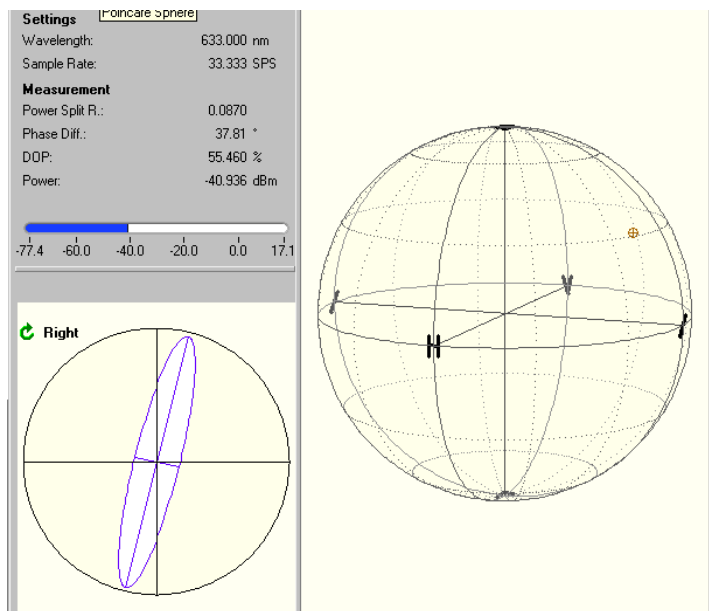 Poincare Sphere
Settings
Wavelength: 633.000 nm
Sample Rate: 33.333 SPS
Measurement
Power Split R.: 0.0870
Phase Diff.: 37.81 °
DOP: 55.460 %
Power: -40.936 dBm
-77.4 -60.0 -40.0 -20.0 0.0 17.1
Right
V
H